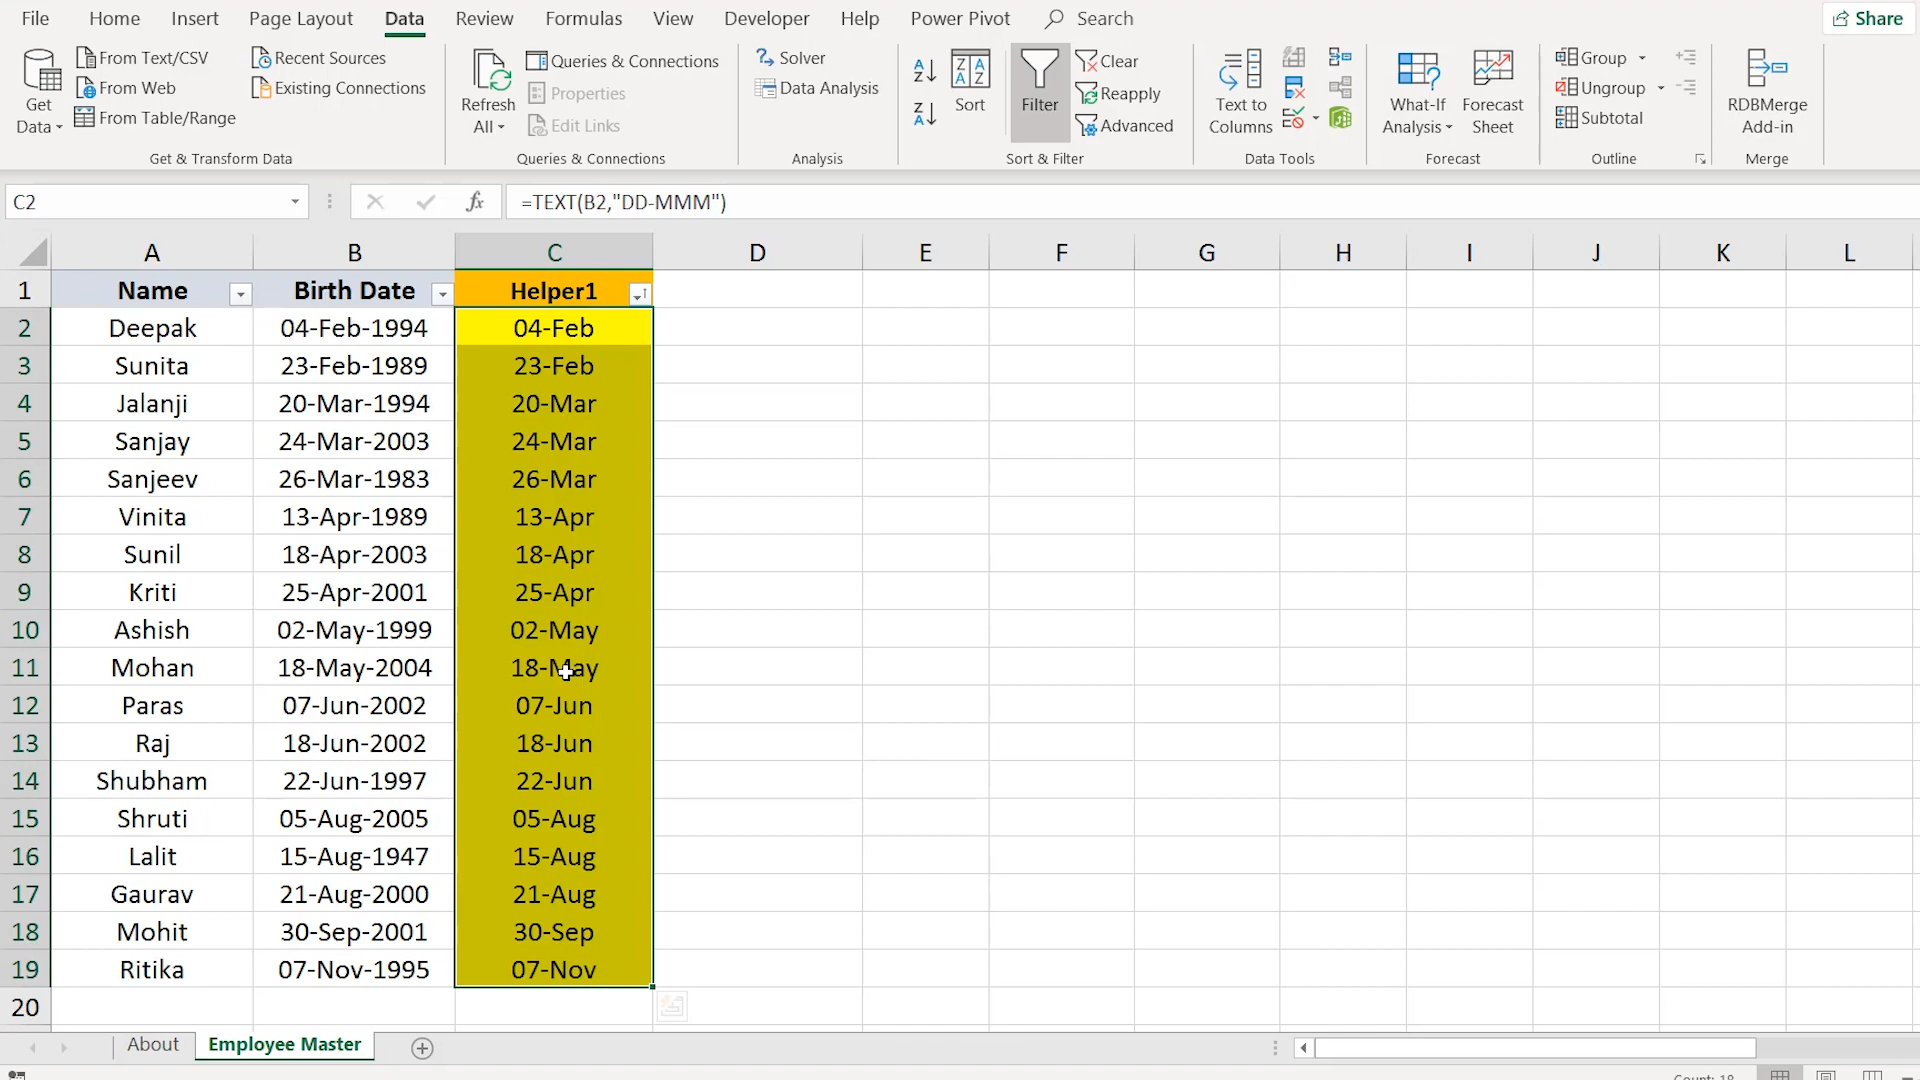 File Home Insert Page Layout Data Review Formulas View Developer Help Power Pivot Search Share
From Text/CSV Recent Sources Queries & Connections Solver Clear Group
From Web Existing Connections Properties Data Analysis Reapply Ungroup
From Table/Range Edit Links Advanced Subtotal
Get Data Refresh All Sort Filter Text to Columns What-If Analysis Forecast Sheet RDBMerge Add-in
Get & Transform Data Queries & Connections Analysis Sort & Filter Data Tools Forecast Outline Merge
C2 fx =TEXT(B2,"DD-MMM")
A B C D E F G H I J K L
1 Name Birth Date Helper1
2 Deepak 04-Feb-1994 04-Feb
3 Sunita 23-Feb-1989 23-Feb
4 Jalanji 20-Mar-1994 20-Mar
5 Sanjay 24-Mar-2003 24-Mar
6 Sanjeev 26-Mar-1983 26-Mar
7 Vinita 13-Apr-1989 13-Apr
8 Sunil 18-Apr-2003 18-Apr
9 Kriti 25-Apr-2001 25-Apr
10 Ashish 02-May-1999 02-May
11 Mohan 18-May-2004 18-May
12 Paras 07-Jun-2002 07-Jun
13 Raj 18-Jun-2002 18-Jun
14 Shubham 22-Jun-1997 22-Jun
15 Shruti 05-Aug-2005 05-Aug
16 Lalit 15-Aug-1947 15-Aug
17 Gaurav 21-Aug-2000 21-Aug
18 Mohit 30-Sep-2001 30-Sep
19 Ritika 07-Nov-1995 07-Nov
20
About Employee Master
Count: 18